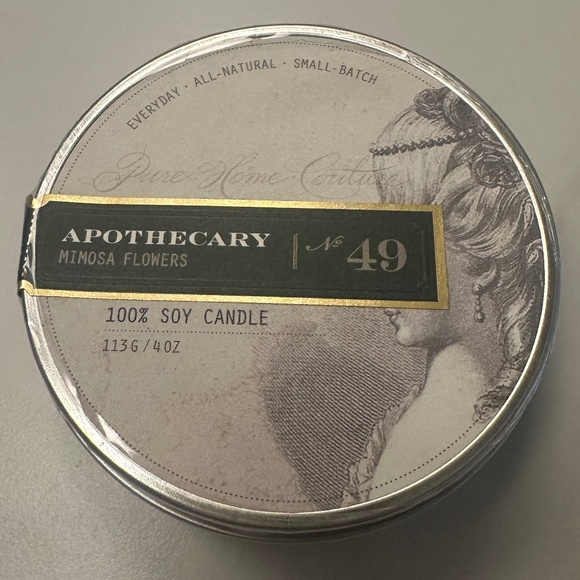 EVERYDAY · ALL-NATURAL · SMALL-BATCH
Pure Home Couture
APOTHECARY
MIMOSA FLOWERS
Nº 49
100% SOY CANDLE
113G/4OZ